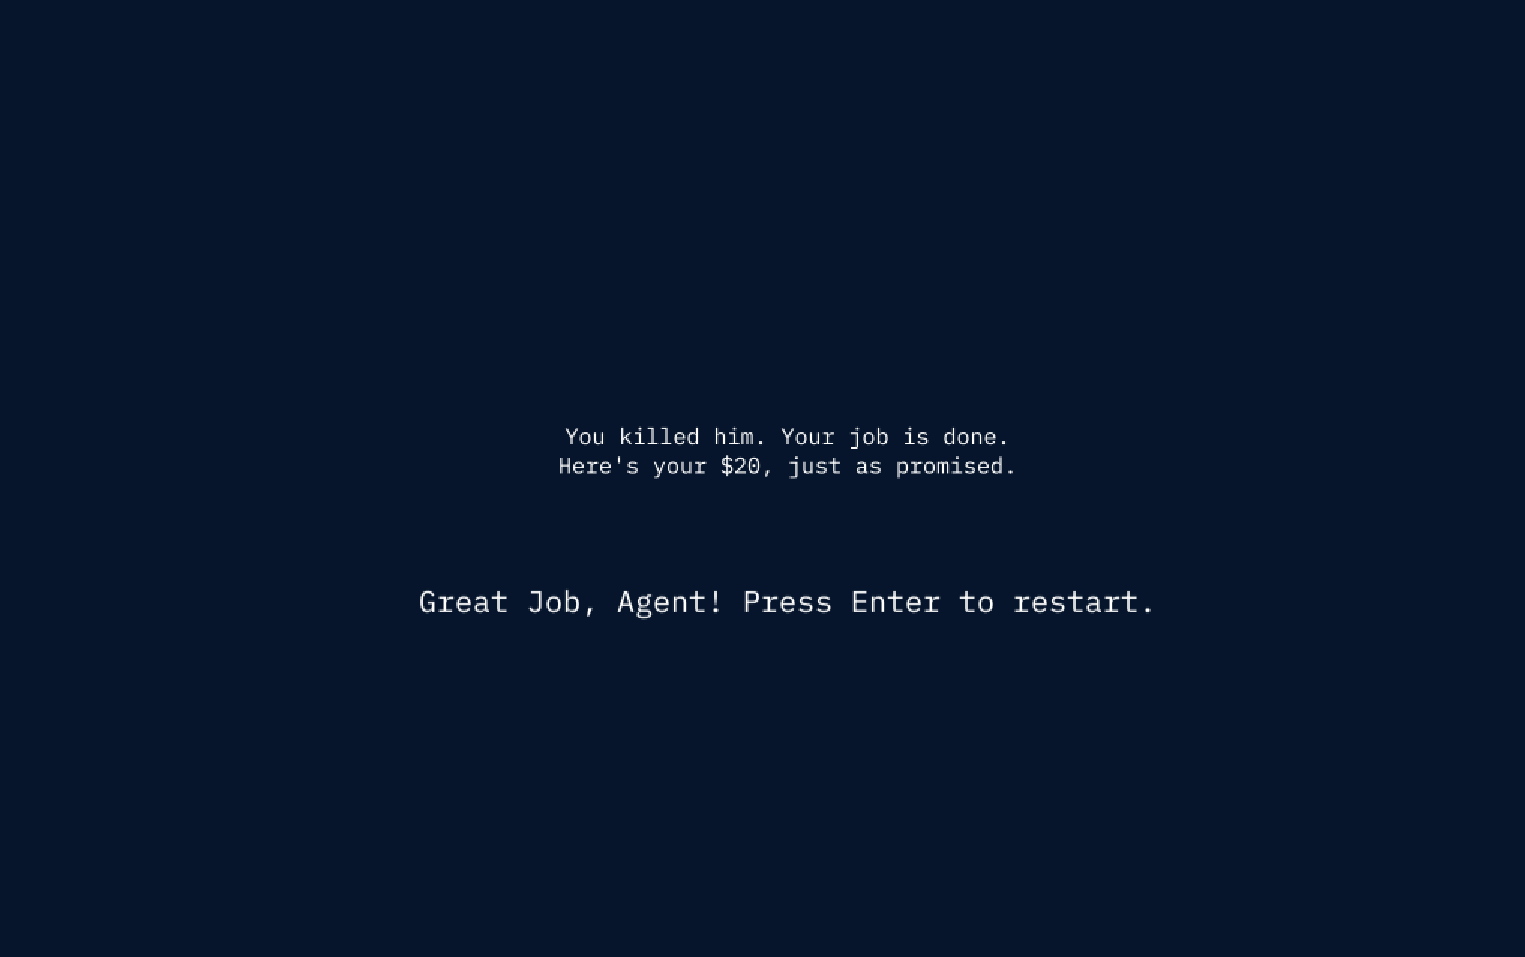 You killed him. Your job is done.
Here's your $20, just as promised.
Great Job, Agent! Press Enter to restart.